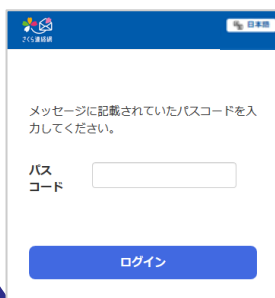 さくら連絡網
日本語
メッセージに記載されていたパスコードを入
力してください。
パス
コード
ログイン